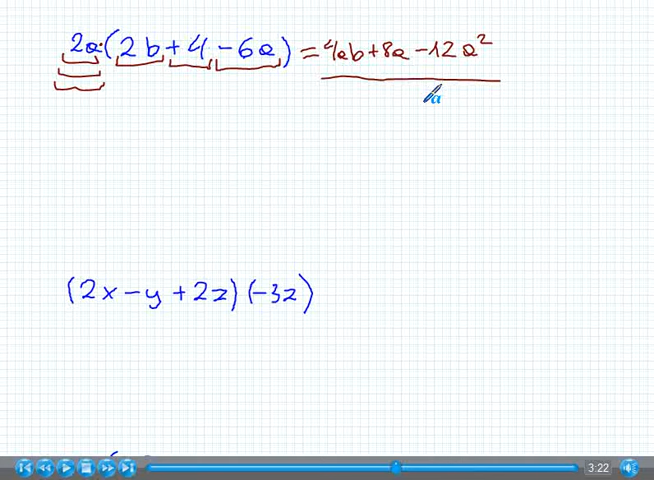 2a·(2b+4-6a) = 4ab+8a-12a²
a
(2x-y+2z)(-3z)
3:22